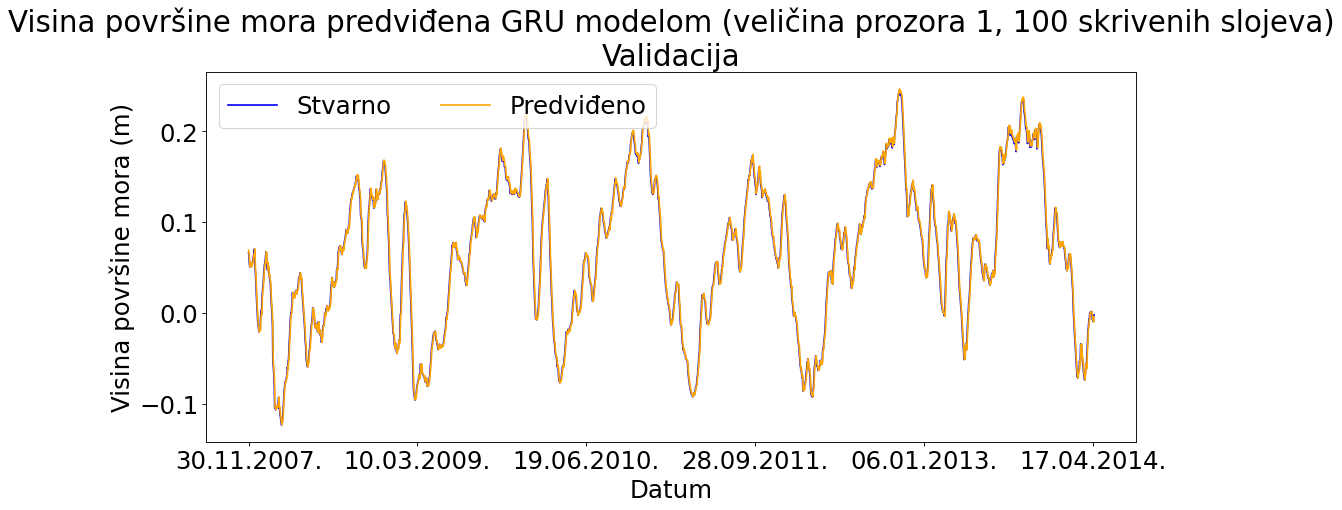 Visina površine mora predviđena GRU modelom (veličina prozora 1, 100 skrivenih slojeva)
Validacija
Stvarno
Predviđeno
Visina površine mora (m)
0.2
0.1
0.0
−0.1
30.11.2007.
10.03.2009.
19.06.2010.
28.09.2011.
06.01.2013.
17.04.2014.
Datum